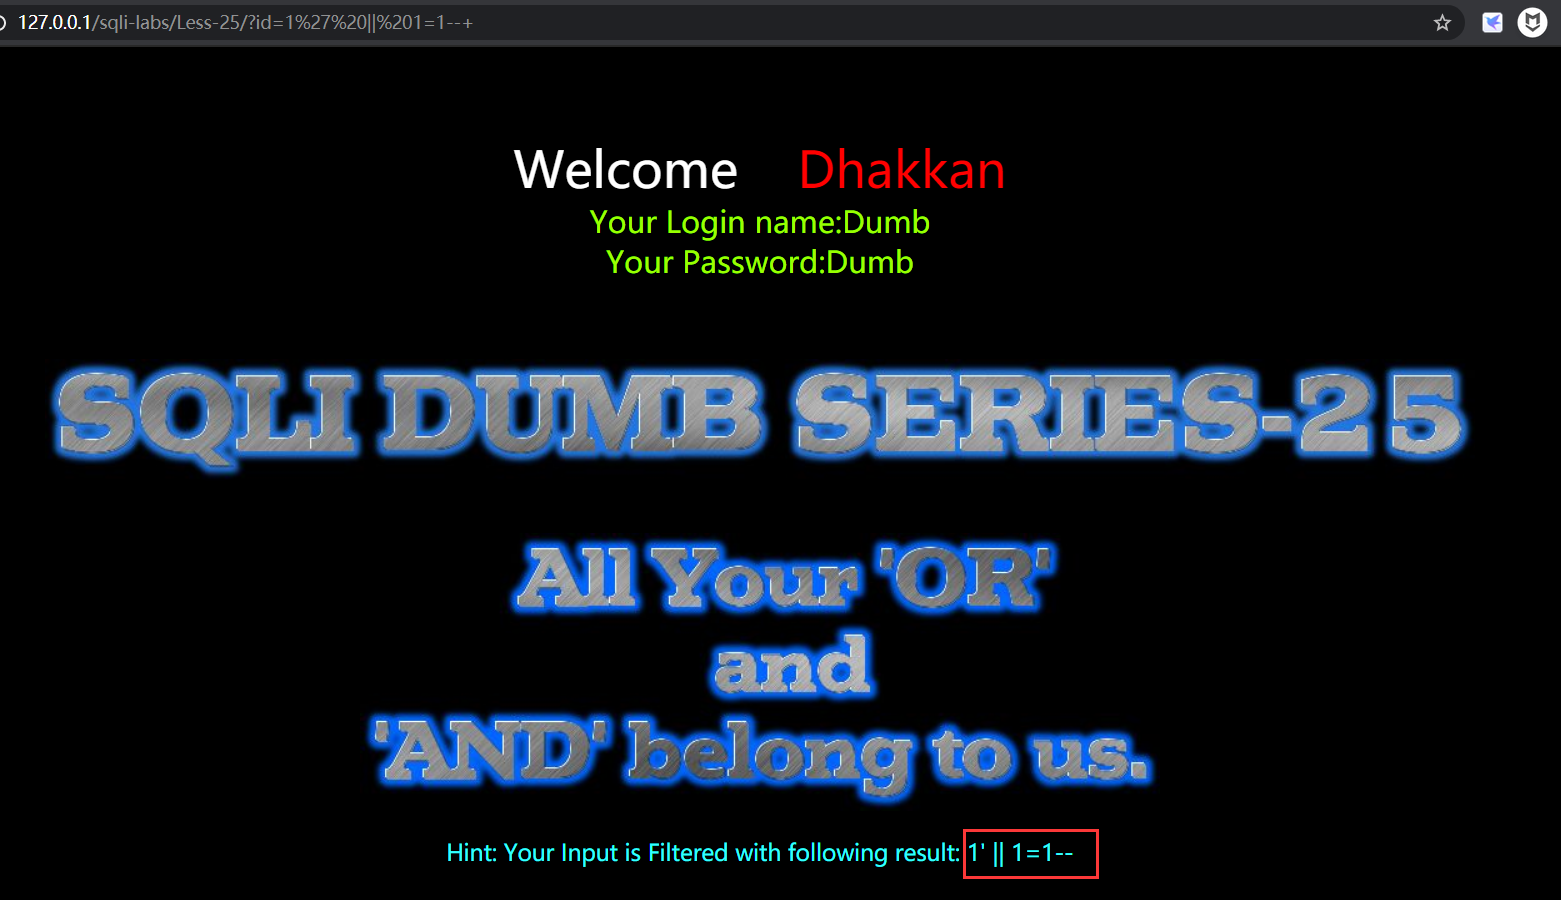 127.0.0.1/sqli-labs/Less-25/?id=1%27%20||%201=1--+
Welcome Dhakkan
Your Login name:Dumb
Your Password:Dumb
SQLI DUMB SERIES-25
All Your 'OR'
and
'AND' belong to us.
Hint: Your Input is Filtered with following result: 1' || 1=1--